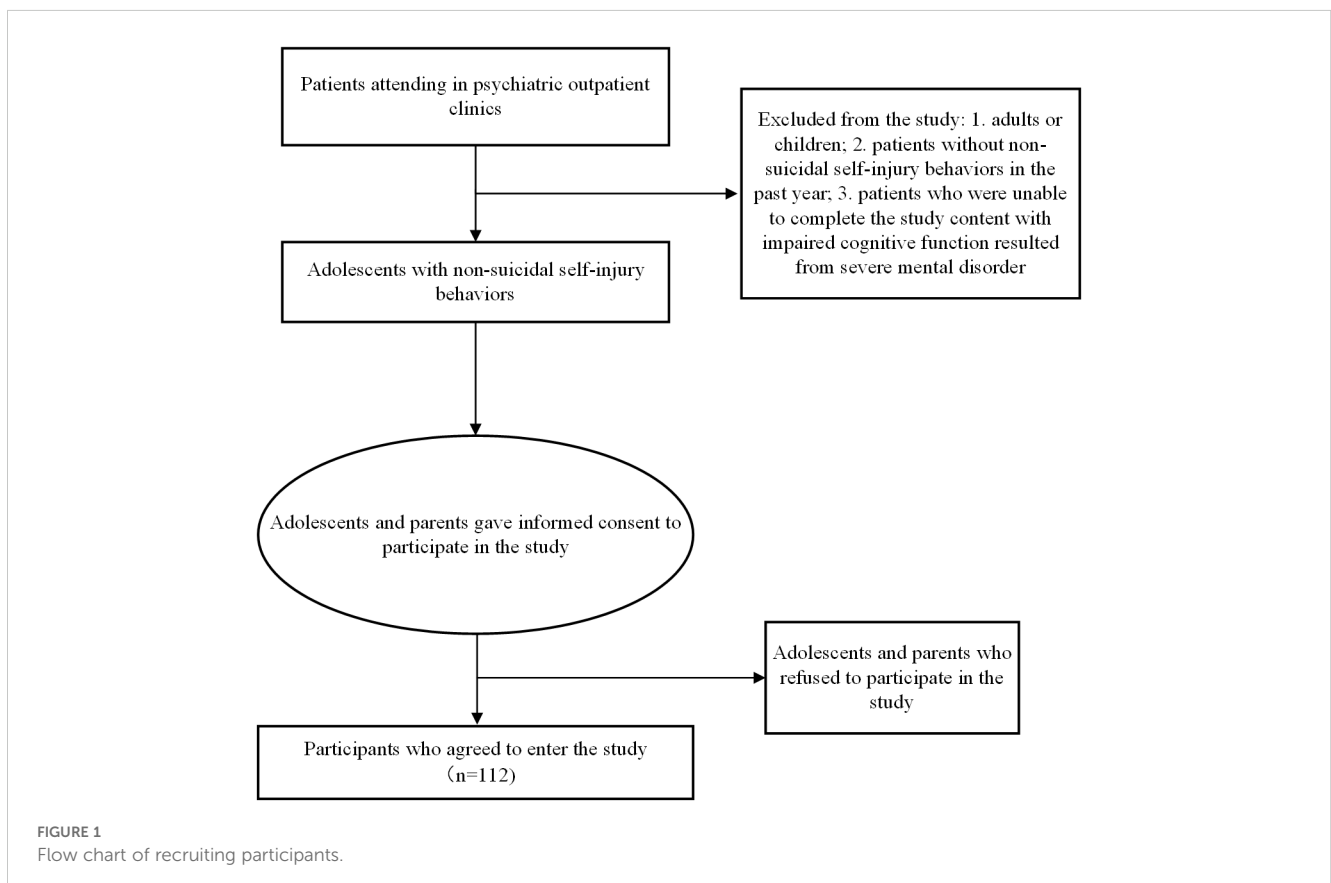 Patients attending in psychiatric outpatient
clinics
Excluded from the study: 1. adults or
children; 2. patients without non-
suicidal self-injury behaviors in the
past year; 3. patients who were unable
to complete the study content with
impaired cognitive function resulted
from severe mental disorder
Adolescents with non-suicidal self-injury
behaviors
Adolescents and parents gave informed consent to
participate in the study
Adolescents and parents who
refused to participate in the
study
Participants who agreed to enter the study
（n=112)
FIGURE 1
Flow chart of recruiting participants.